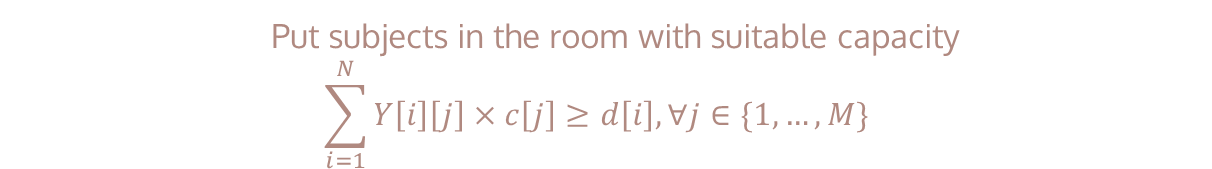 Put subjects in the room with suitable capacity
N
∑ Y[i][j] × c[j] ≥ d[i], ∀j ∈ {1, … , M}
i=1